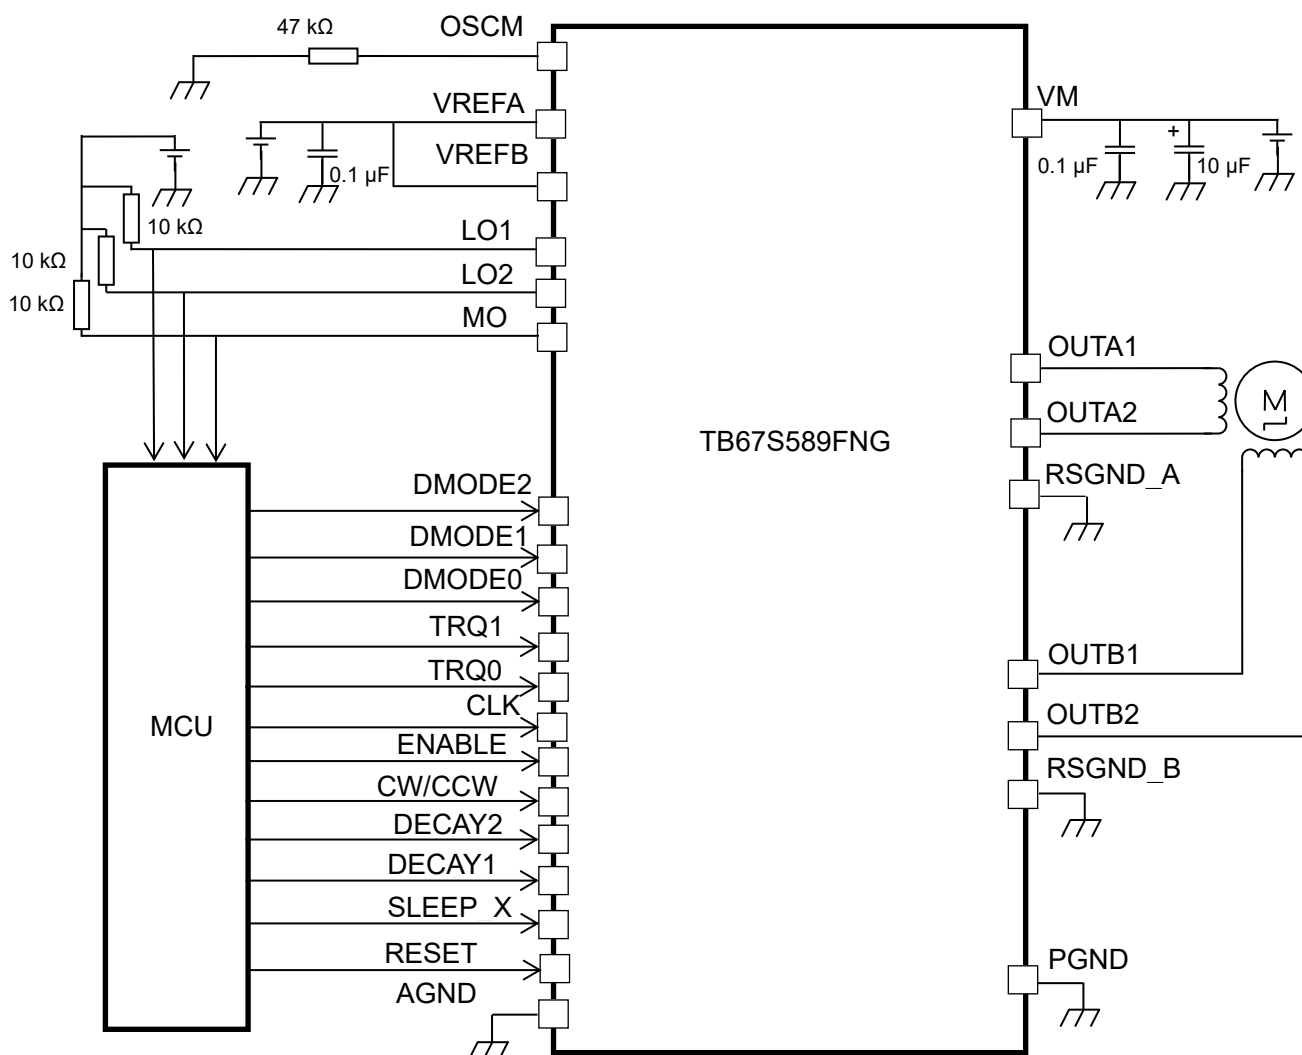 47 kΩ
OSCM
VREFA
VREFB
0.1 µF
10 kΩ
LO1
10 kΩ
LO2
10 kΩ
MO
VM
+
0.1 µF
10 µF
OUTA1
OUTA2
M
RSGND_A
TB67S589FNG
DMODE2
DMODE1
DMODE0
TRQ1
TRQ0
CLK
MCU
ENABLE
CW/CCW
DECAY2
DECAY1
SLEEP_X
RESET
AGND
OUTB1
OUTB2
RSGND_B
PGND